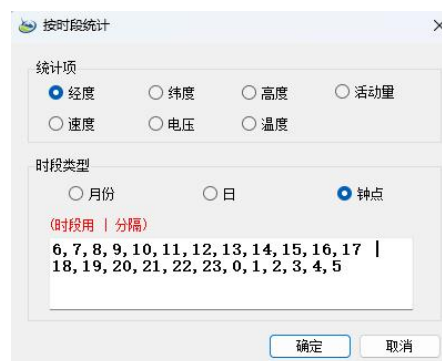 按时段统计
统计项
经度 纬度 高度 活动量
速度 电压 温度
时段类型
月份 日 钟点
(时段用 | 分隔)
6,7,8,9,10,11,12,13,14,15,16,17 |
18,19,20,21,22,23,0,1,2,3,4,5
确定 取消